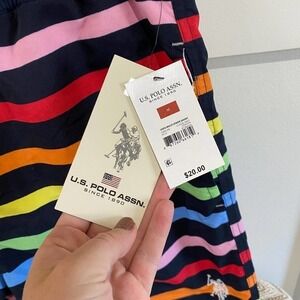 U.S. POLO ASSN.
SINCE 1890
U.S. POLO ASSN.
SINCE 1890
$20.00